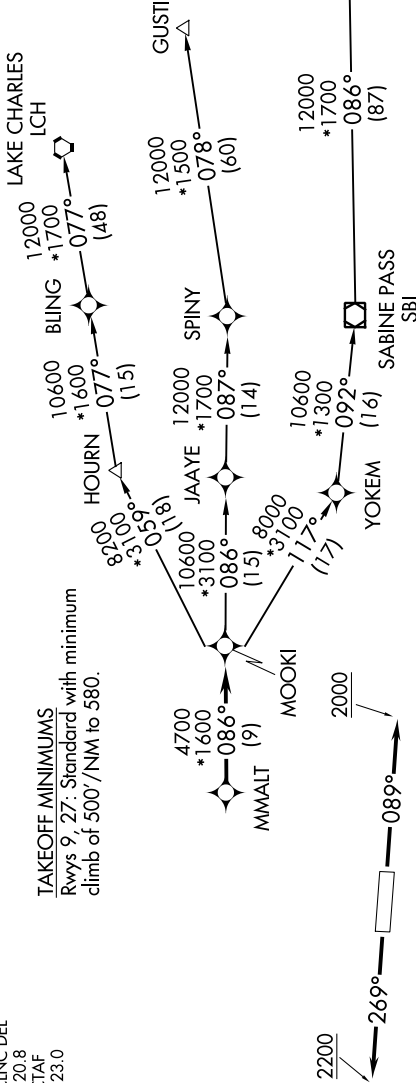 LNC DEL
20.8
TAF
23.0
TAKEOFF MINIMUMS
Rwys 9, 27: Standard with minimum
climb of 500'/NM to 580.
LAKE CHARLES
LCH
12000
*1700
077°
(48)
BLING
10600
*1600
077°
(15)
HOURN
8200
*3100
059°
(18)
GUSTI
12000
*1500
078°
(60)
SPINY
12000
*1700
087°
(14)
JAAYE
10600
*3100
086°
(15)
MOOKI
4700
*1600
086°
(9)
MMALT
8000
*3100
117°
(17)
YOKEM
10600
*1300
092°
(16)
SABINE PASS
SBI
12000
*1700
086°
(87)
2000
089°
269°
2200